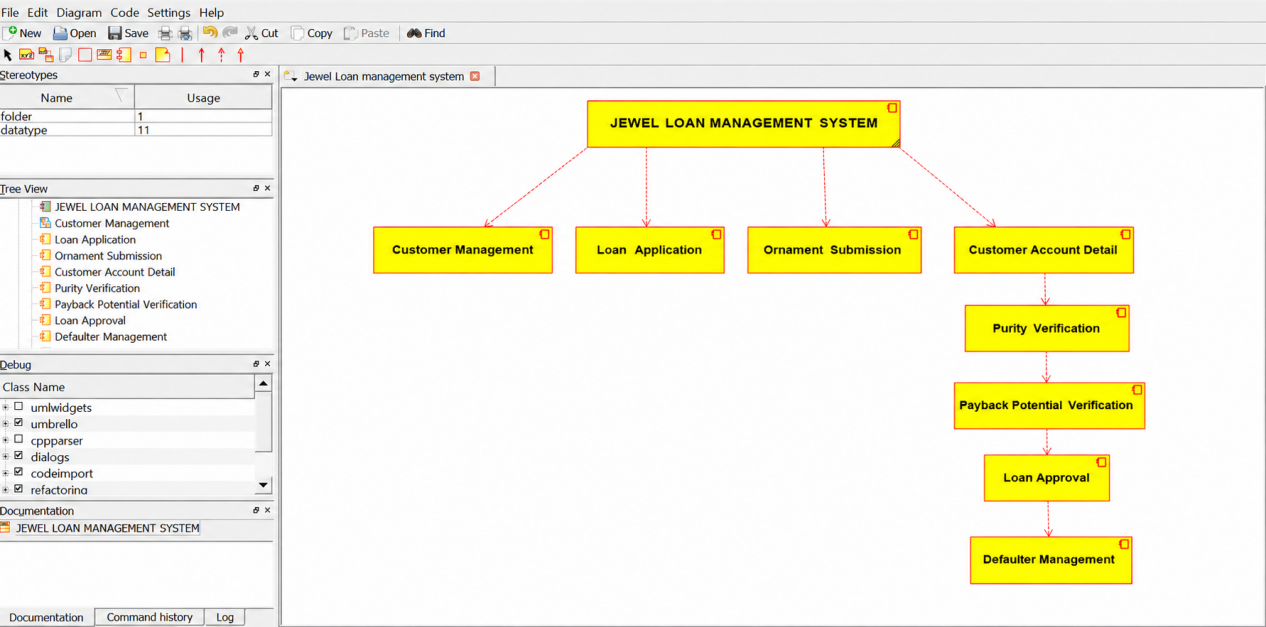 File Edit Diagram Code Settings Help
New Open Save Cut Copy Paste Find
Stereotypes
Name Usage
folder 1
datatype 11
Tree View
JEWEL LOAN MANAGEMENT SYSTEM
Customer Management
Loan Application
Ornament Submission
Customer Account Detail
Purity Verification
Payback Potential Verification
Loan Approval
Defaulter Management
Debug
Class Name
umlwidgets
umbrello
cppparser
dialogs
codeimport
refactoring
Documentation
JEWEL LOAN MANAGEMENT SYSTEM
Documentation Command history Log
Jewel Loan management system
JEWEL LOAN MANAGEMENT SYSTEM
Customer Management
Loan Application
Ornament Submission
Customer Account Detail
Purity Verification
Payback Potential Verification
Loan Approval
Defaulter Management